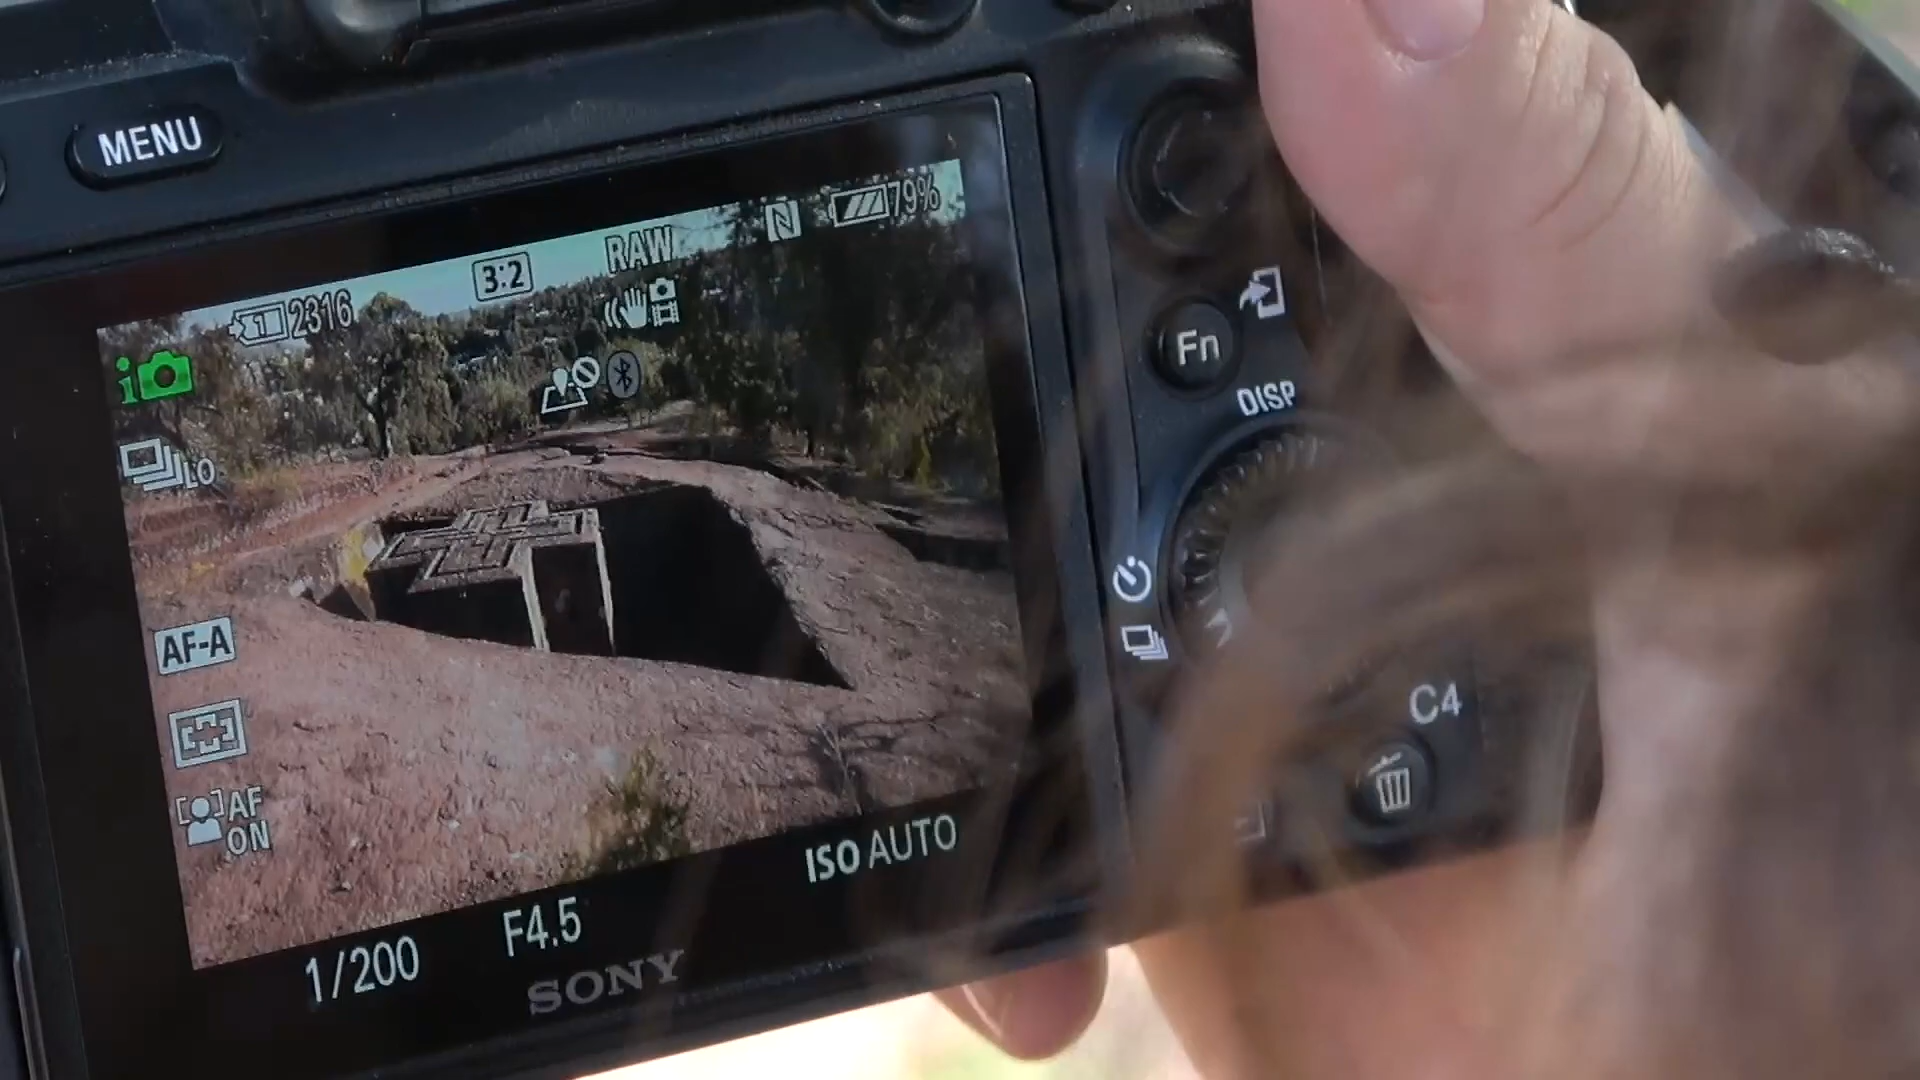 MENU
1 2316
3:2
RAW
N
79%
i
LO
Fn
DISP
AF-A
AF
ON
C4
ISO AUTO
1/200
F4.5
SONY